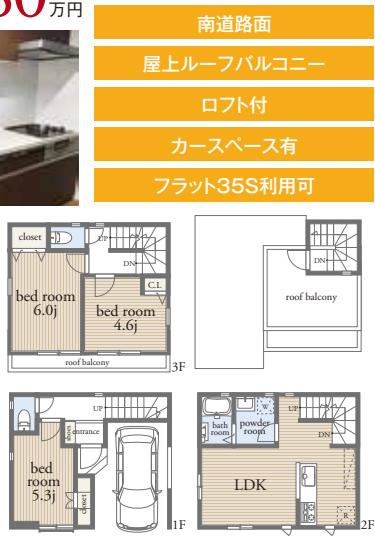 0万円
南道路面
屋上ルーフバルコニー
ロフト付
カースペース有
フラット35S利用可
closet
UP
DN
C.L
bed room
6.0j
bed room
4.6j
roof balcony
3F
DN
roof balcony
UP
shoes
entrance
bed
room
5.3j
closet
1F
bath
room
powder
room
W
UP
DN
LDK
R
2F